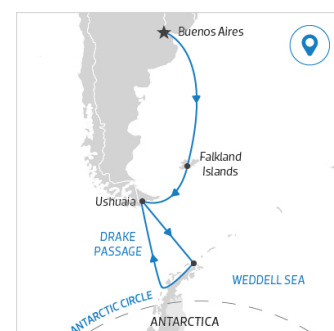 Buenos Aires
Falkland
Islands
Ushuaia
DRAKE
PASSAGE
WEDDELL SEA
ANTARCTIC CIRCLE
ANTARCTICA